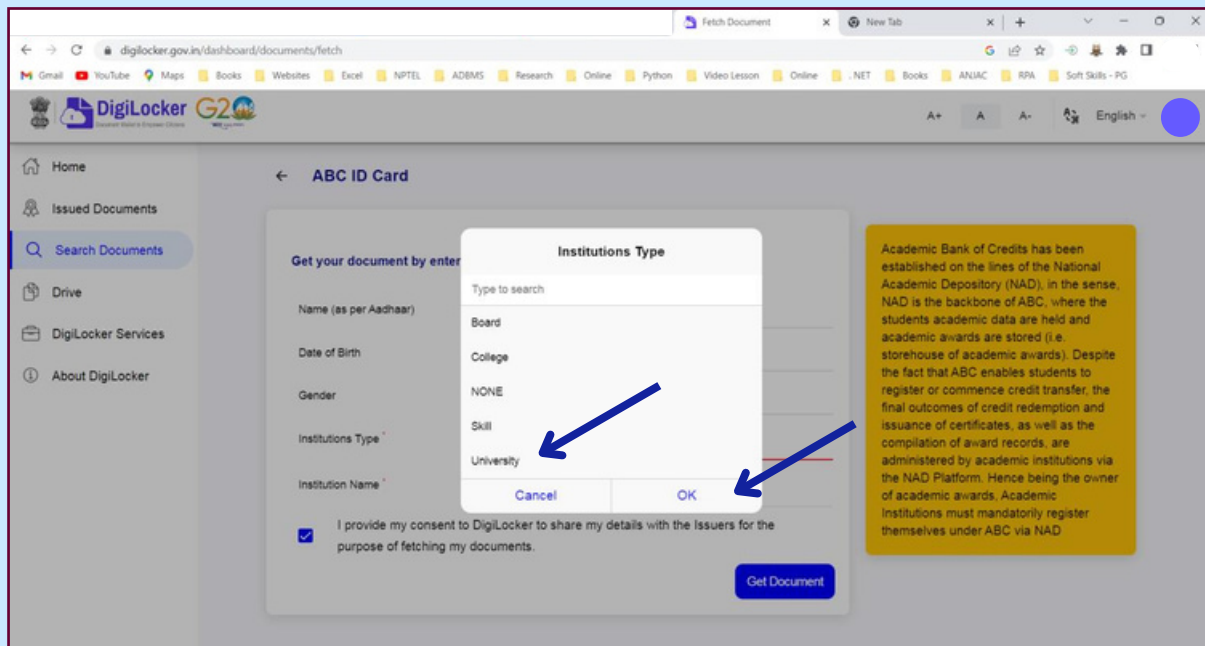 Fetch Document
New Tab
digilocker.gov.in/dashboard/documents/fetch
Gmail YouTube Maps Books Websites Excel NPTEL ADBMS Research Online Python Video Lesson Online .NET Books ANJAC RPA Soft Skills - PG
DigiLocker G20
A+ A A- English
Home
Issued Documents
Search Documents
Drive
DigiLocker Services
About DigiLocker
ABC ID Card
Get your document by enter
Name (as per Aadhaar)
Date of Birth
Gender
Institutions Type *
Institution Name *
Institutions Type
Type to search
Board
College
NONE
Skill
University
Cancel OK
I provide my consent to DigiLocker to share my details with the Issuers for the
purpose of fetching my documents.
Get Document
Academic Bank of Credits has been
established on the lines of the National
Academic Depository (NAD), in the sense,
NAD is the backbone of ABC, where the
students academic data are held and
academic awards are stored (i.e.
storehouse of academic awards). Despite
the fact that ABC enables students to
register or commence credit transfer, the
final outcomes of credit redemption and
issuance of certificates, as well as the
compilation of award records, are
administered by academic institutions via
the NAD Platform. Hence being the owner
of academic awards, Academic
Institutions must mandatorily register
themselves under ABC via NAD